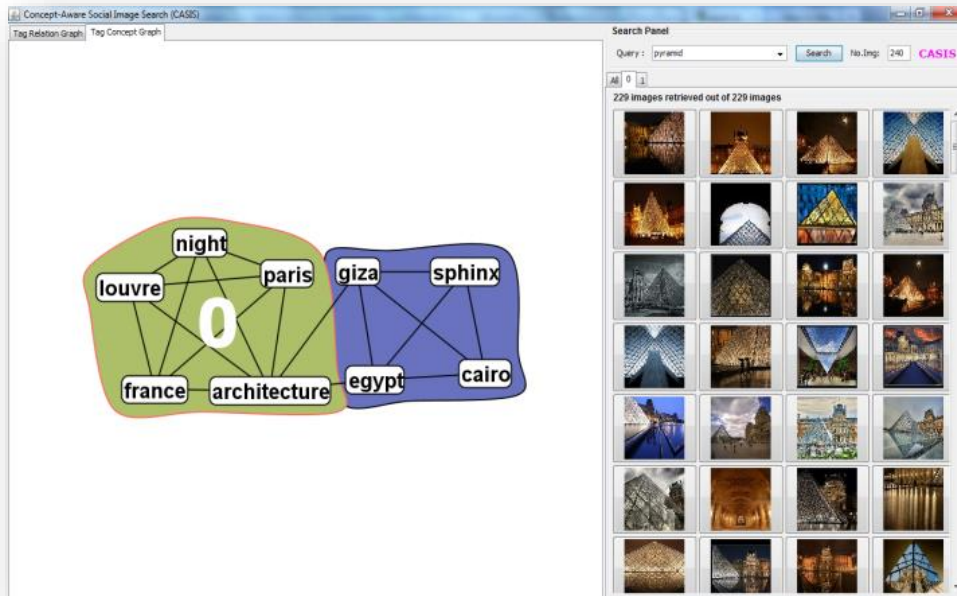 Concept-Aware Social Image Search (CASIS)
Tag Relation Graph Tag Concept Graph
Search Panel
Query : pyramid Search No.Img: 240 CASIS
All 0 1
229 images retrieved out of 229 images
night
louvre paris
0
france architecture
giza sphinx
egypt cairo